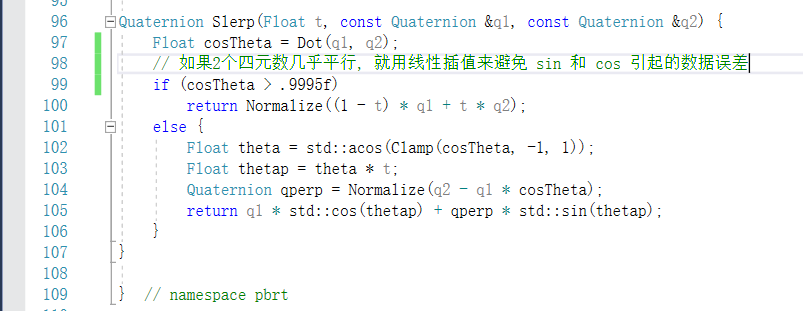 95
96 Quaternion Slerp(Float t, const Quaternion &q1, const Quaternion &q2) {
97     Float cosTheta = Dot(q1, q2);
98     // 如果2个四元数几乎平行, 就用线性插值来避免 sin 和 cos 引起的数据误差
99     if (cosTheta > .9995f)
100         return Normalize((1 - t) * q1 + t * q2);
101     else {
102         Float theta = std::acos(Clamp(cosTheta, -1, 1));
103         Float thetap = theta * t;
104         Quaternion qperp = Normalize(q2 - q1 * cosTheta);
105         return q1 * std::cos(thetap) + qperp * std::sin(thetap);
106     }
107 }
108
109 }  // namespace pbrt